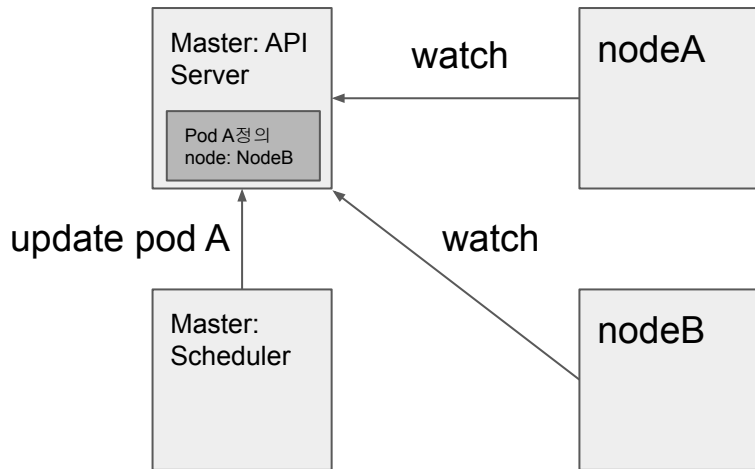 Master: API
Server
Pod A정의
node: NodeB
watch
nodeA
update pod A
watch
Master:
Scheduler
nodeB